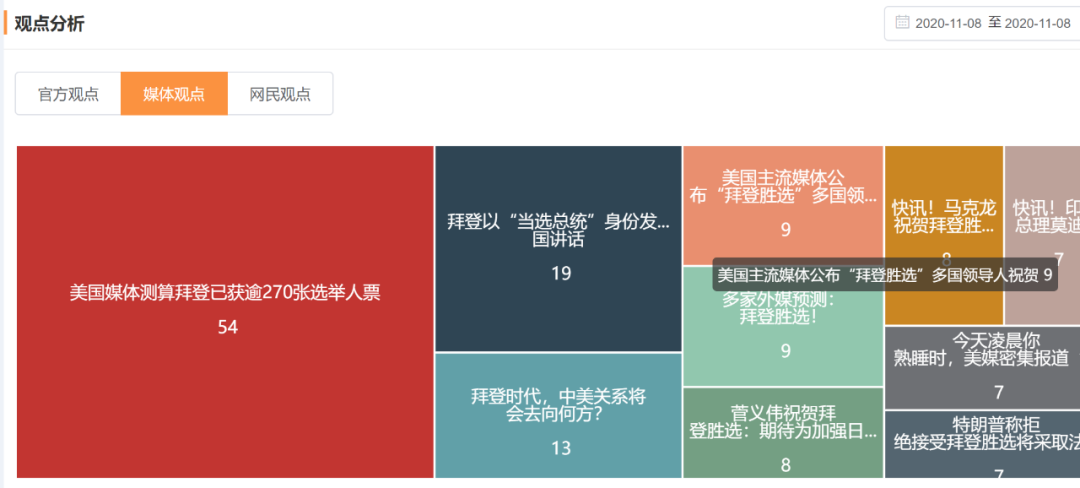 观点分析
2020-11-08 至 2020-11-08
官方观点
媒体观点
网民观点
美国媒体测算拜登已获逾270张选举人票
54
拜登以“当选总统”身份发...
国讲话
19
拜登时代，中美关系将
会去向何方？
13
美国主流媒体公
布“拜登胜选”多国领...
9
美国主流媒体公布“拜登胜选”多国领导人祝贺 9
多家外媒预测：
拜登胜选！
9
菅义伟祝贺拜
登胜选：期待为加强日...
8
快讯！马克龙
祝贺拜登胜...
8
快讯！印
总理莫迪
7
今天凌晨你
熟睡时，美媒密集报道
7
特朗普称拒
绝接受拜登胜选将采取法
7